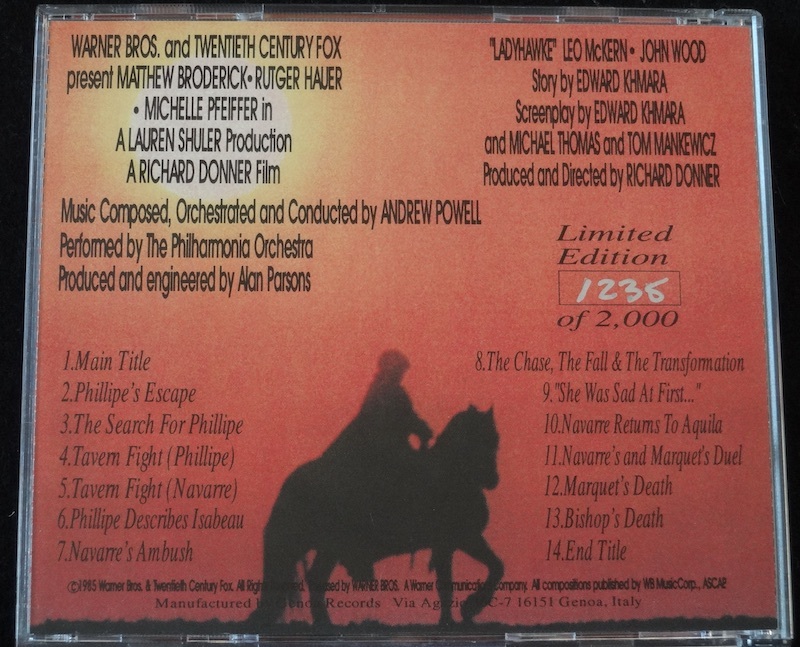 WARNER BROS. and TWENTIETH CENTURY FOX
present MATTHEW BRODERICK • RUTGER HAUER
• MICHELLE PFEIFFER in
A LAUREN SHULER Production
A RICHARD DONNER Film
"LADYHAWKE" LEO McKERN • JOHN WOOD
Story by EDWARD KHMARA
Screenplay by EDWARD KHMARA
and MICHAEL THOMAS and TOM MANKEWICZ
Produced and Directed by RICHARD DONNER
Music Composed, Orchestrated and Conducted by ANDREW POWELL
Performed by The Philharmonia Orchestra
Produced and engineered by Alan Parsons
Limited
Edition
1235
of 2,000
1.Main Title
2.Phillipe's Escape
3.The Search For Phillipe
4.Tavern Fight (Phillipe)
5.Tavern Fight (Navarre)
6.Phillipe Describes Isabeau
7.Navarre's Ambush
8.The Chase, The Fall & The Transformation
9."She Was Sad At First..."
10.Navarre Returns To Aquila
11.Navarre's and Marquet's Duel
12.Marquet's Death
13.Bishop's Death
14.End Title
©1985 Warner Bros. & Twentieth Century Fox. All Rights by WARNER BROS. A Warner Company. All compositions published by WB Music Corp., ASCAP
Manufactured by Records Via C-7 16151 Genoa, Italy